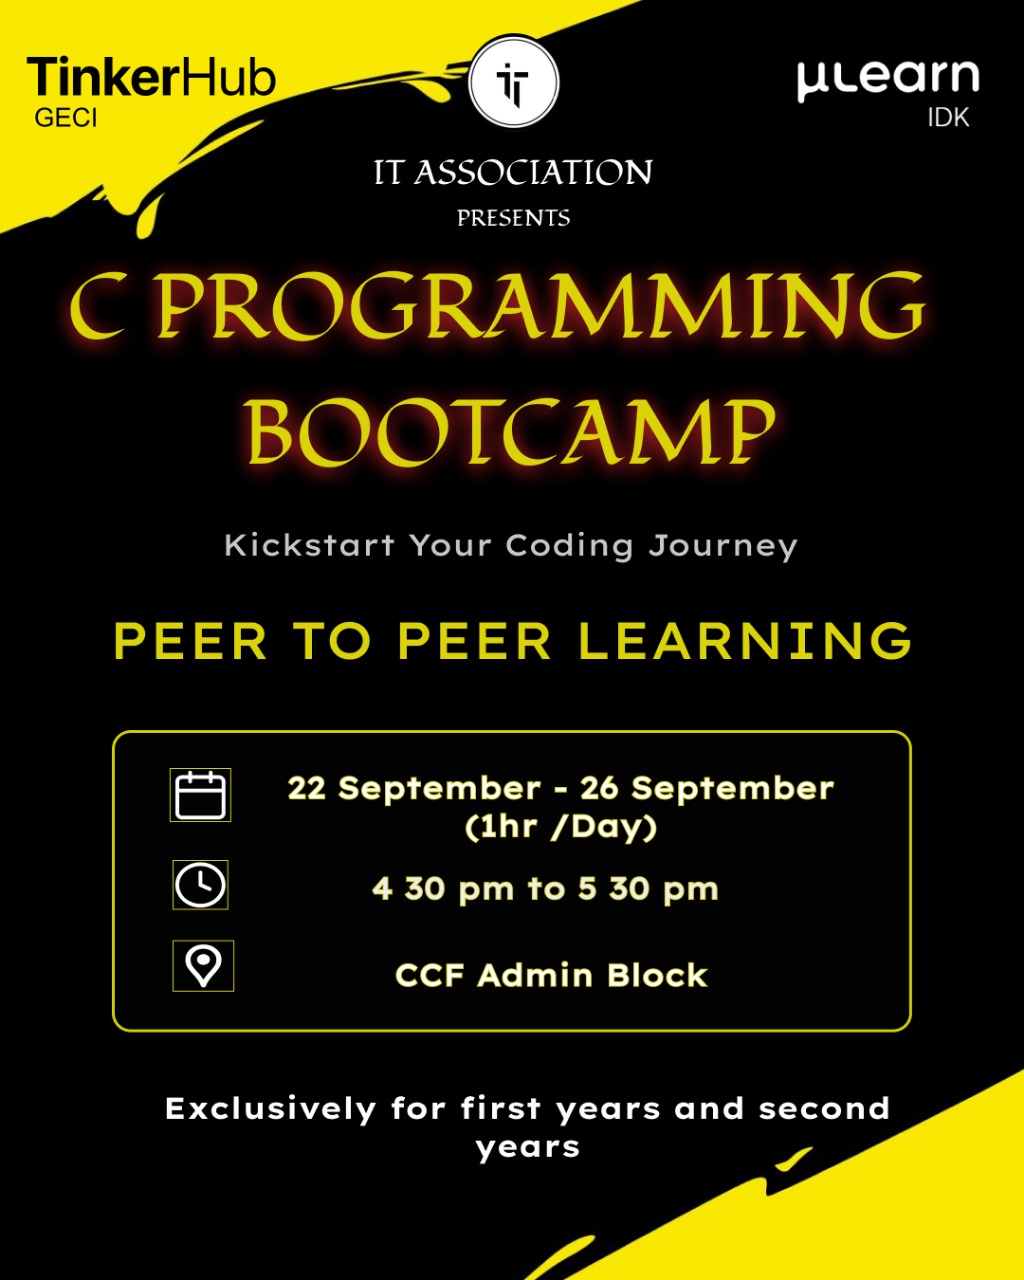 TinkerHub
GECI
µLearn
IDK
IT ASSOCIATION
PRESENTS
C PROGRAMMING
BOOTCAMP
Kickstart Your Coding Journey
PEER TO PEER LEARNING
22 September - 26 September
(1hr /Day)
4 30 pm to 5 30 pm
CCF Admin Block
Exclusively for first years and second
years